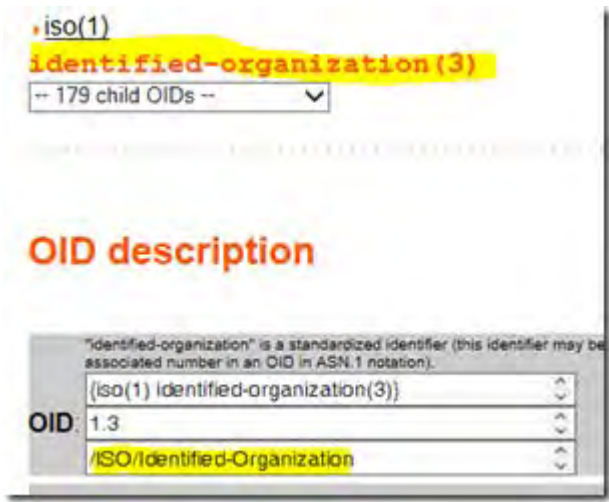 iso(1)
identified-organization(3)
-- 179 child OIDs --
OID description
"identified-organization" is a standardized identifier (this identifier may be
associated number in an OID in ASN.1 notation).
{iso(1) identified-organization(3)}
OID: 1.3
/ISO/Identified-Organization